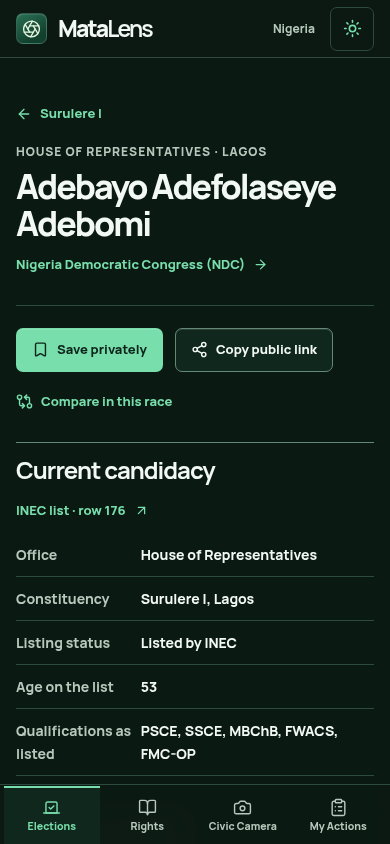 MataLens
Nigeria
Surulere I
HOUSE OF REPRESENTATIVES · LAGOS
Adebayo Adefolaseye
Adebomi
Nigeria Democratic Congress (NDC)
Save privately
Copy public link
Compare in this race
Current candidacy
INEC list · row 176
Office House of Representatives
Constituency Surulere I, Lagos
Listing status Listed by INEC
Age on the list 53
Qualifications as listed PSCE, SSCE, MBChB, FWACS,
FMC-OP
Elections
Rights
Civic Camera
My Actions